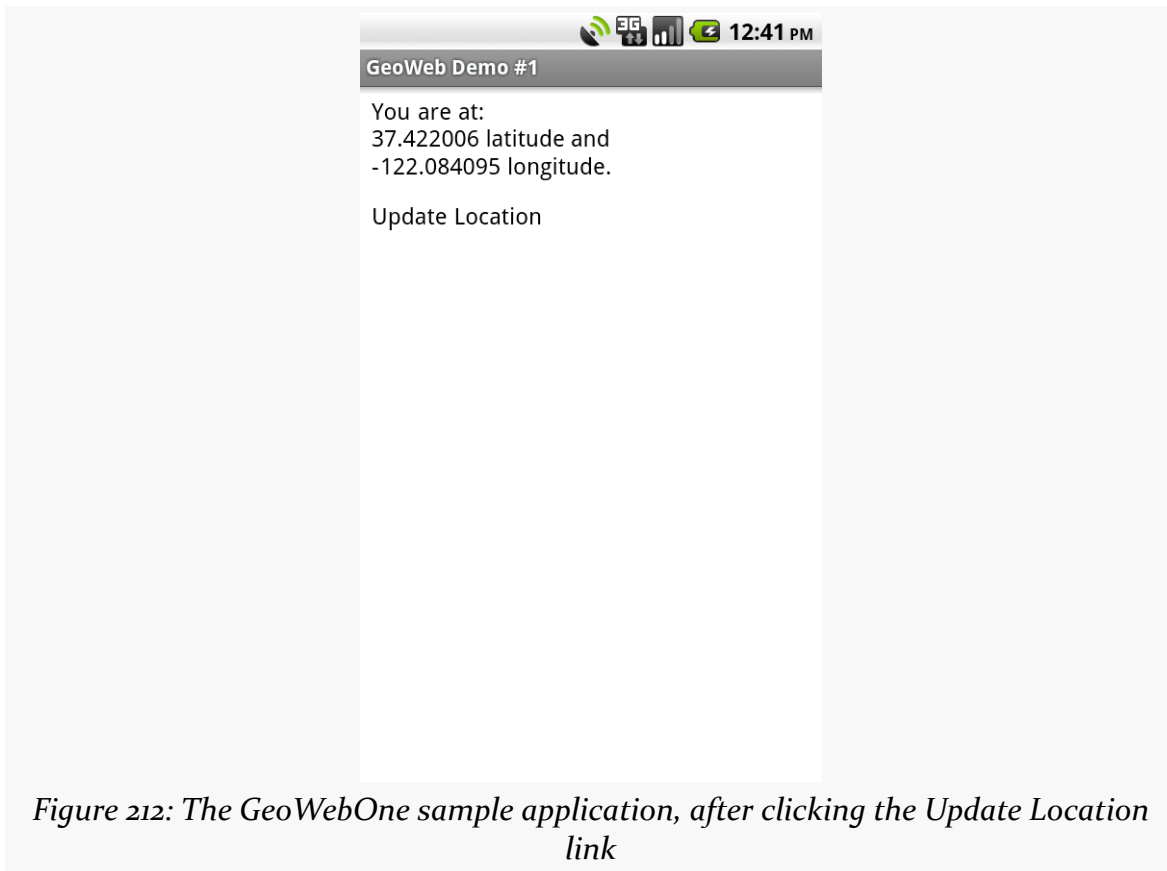 3G 12:41 PM
GeoWeb Demo #1
You are at:
37.422006 latitude and
-122.084095 longitude.
Update Location
Figure 212: The GeoWebOne sample application, after clicking the Update Location
link